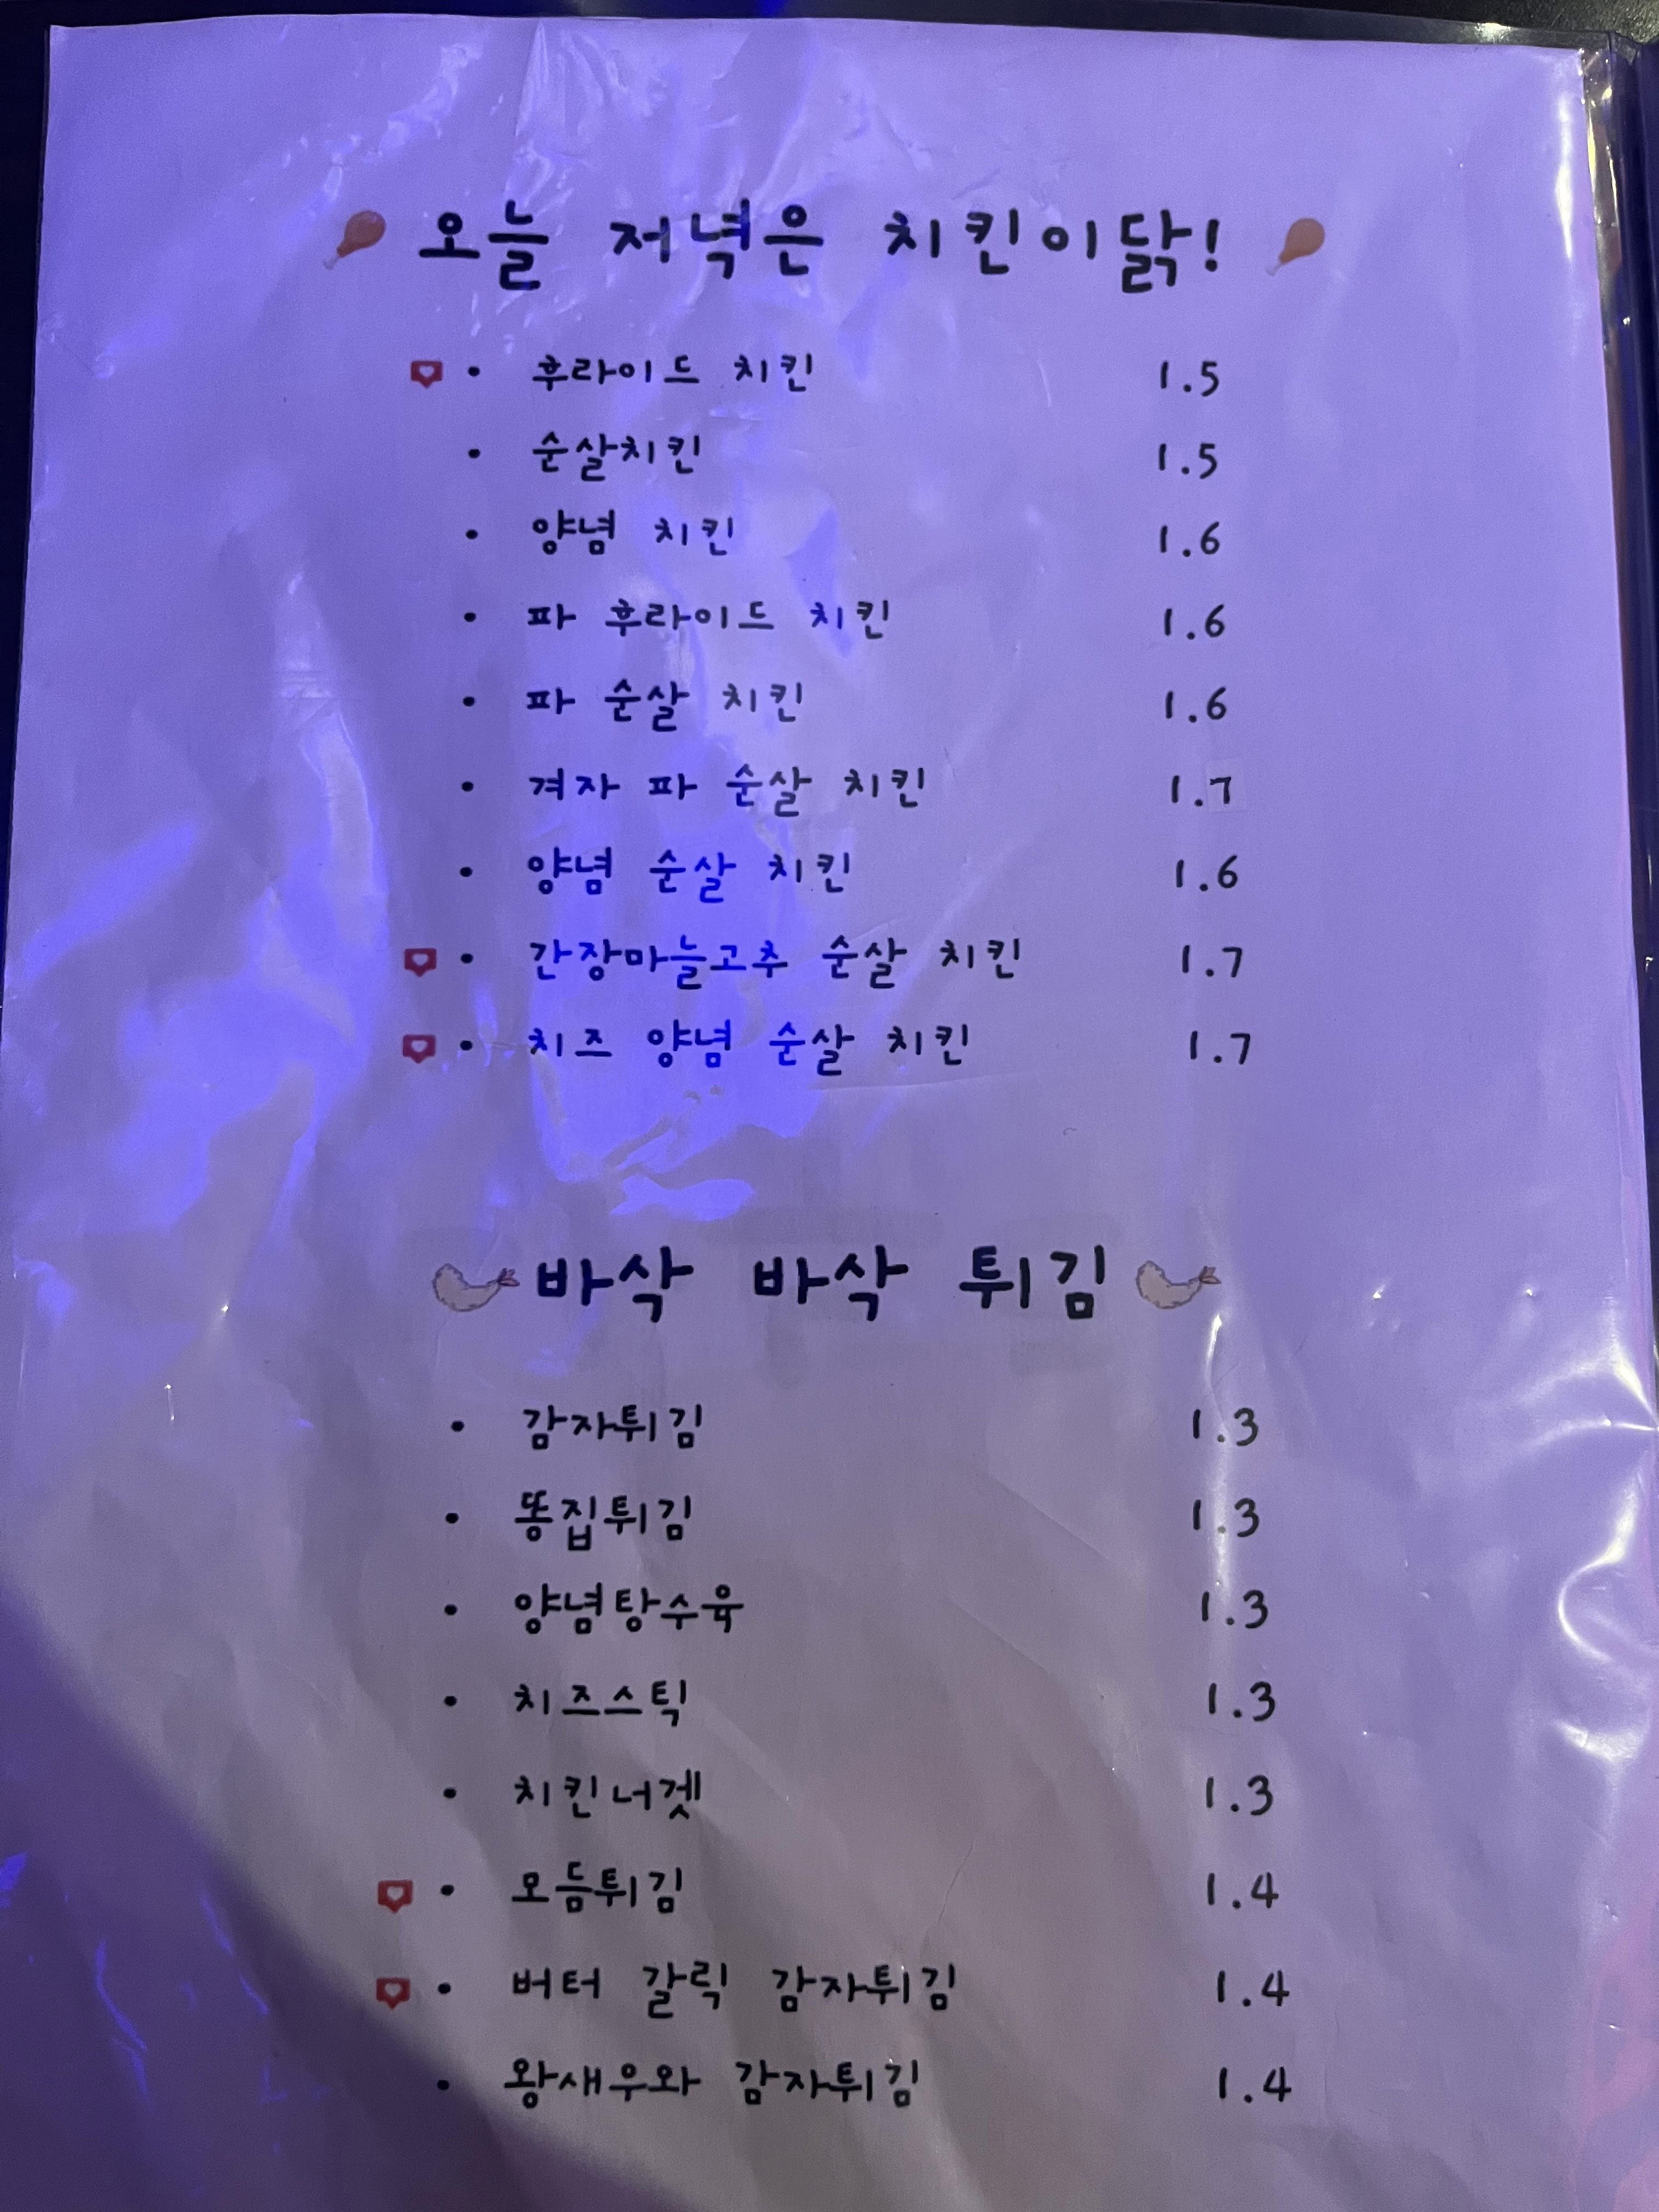 오늘 저녁은 치킨이닭!
• 후라이드 치킨 1.5
• 순살치킨 1.5
• 양념 치킨 1.6
• 파 후라이드 치킨 1.6
• 파 순살 치킨 1.6
• 겨자 파 순살 치킨 1.7
• 양념 순살 치킨 1.6
• 간장마늘고추 순살 치킨 1.7
• 치즈 양념 순살 치킨 1.7
바삭 바삭 튀김
• 감자튀김 1.3
• 똥집튀김 1.3
• 양념탕수육 1.3
• 치즈스틱 1.3
• 치킨너겟 1.3
• 모듬튀김 1.4
• 버터 갈릭 감자튀김 1.4
• 왕새우와 감자튀김 1.4